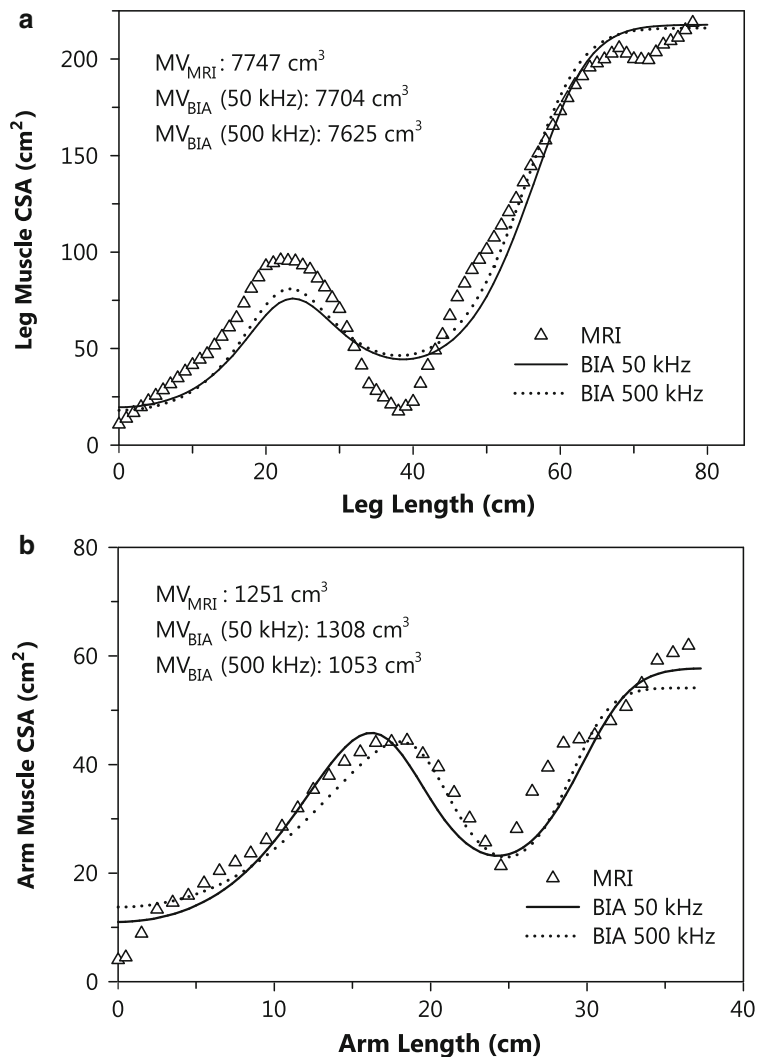 a
Leg Muscle CSA (cm²)
200
150
100
50
0
MV_MRI : 7747 cm³
MV_BIA (50 kHz): 7704 cm³
MV_BIA (500 kHz): 7625 cm³
MRI
BIA 50 kHz
BIA 500 kHz
0 20 40 60 80
Leg Length (cm)
b
Arm Muscle CSA (cm²)
80
60
40
20
0
MV_MRI : 1251 cm³
MV_BIA (50 kHz): 1308 cm³
MV_BIA (500 kHz): 1053 cm³
MRI
BIA 50 kHz
BIA 500 kHz
0 10 20 30 40
Arm Length (cm)